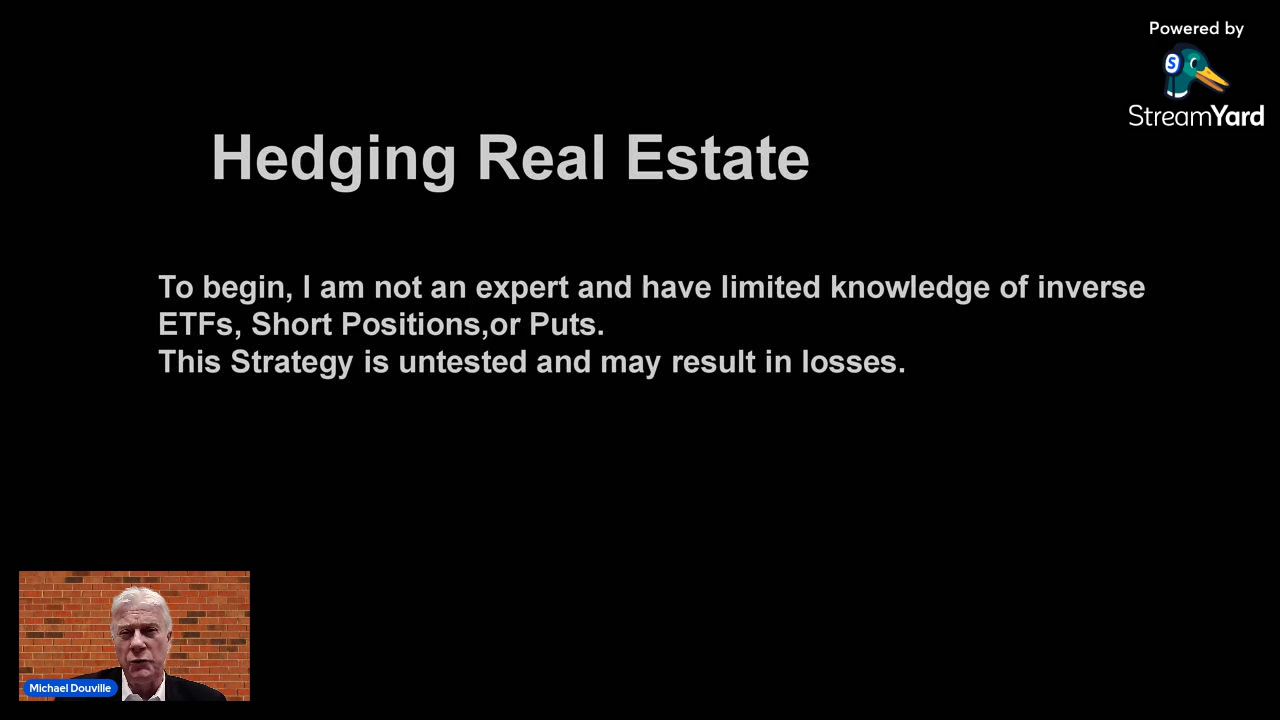 Powered by
StreamYard
Hedging Real Estate
To begin, I am not an expert and have limited knowledge of inverse
ETFs, Short Positions,or Puts.
This Strategy is untested and may result in losses.
Michael Douville